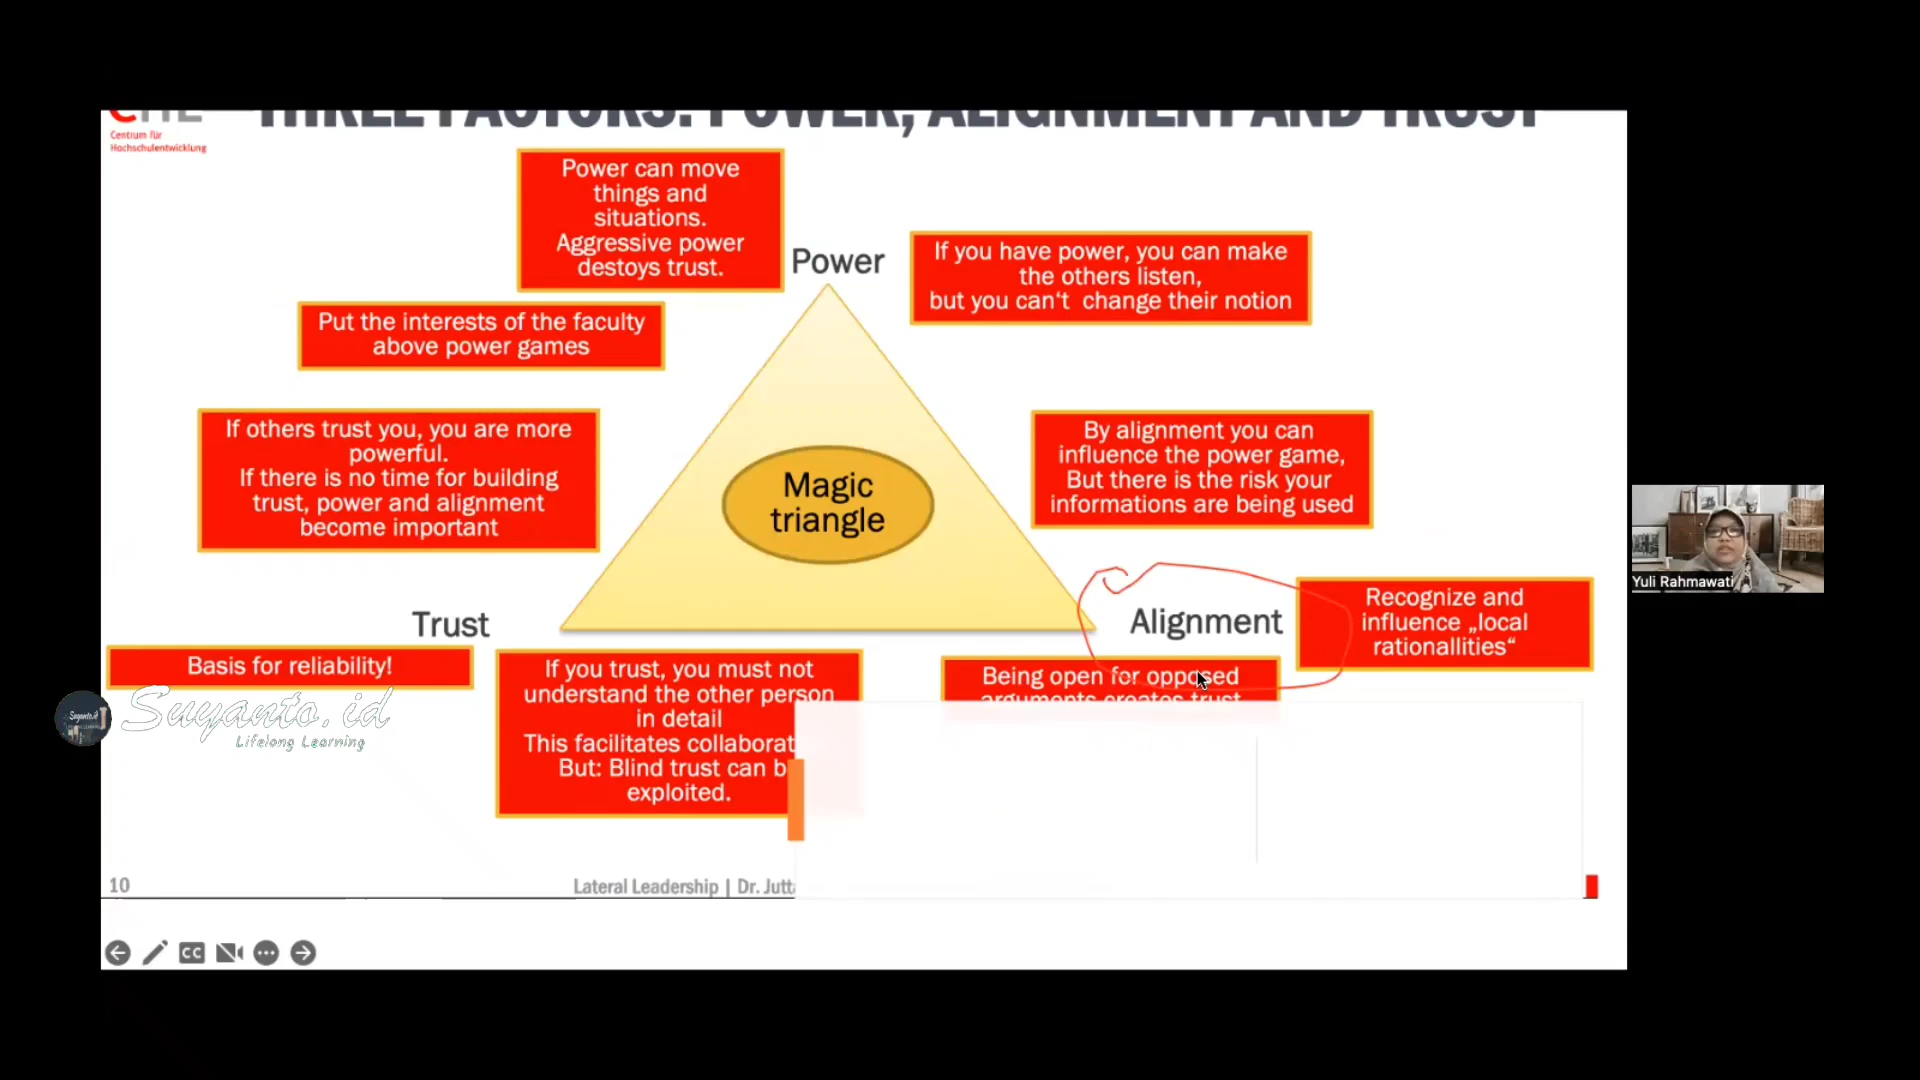 THREE FACTORS: POWER, ALIGNMENT AND TRUST
CHE
Centrum für
Hochschulentwicklung
Power can move
things and
situations.
Aggressive power
destoys trust.
Power
If you have power, you can make
the others listen,
but you can't change their notion
Put the interests of the faculty
above power games
If others trust you, you are more
powerful.
If there is no time for building
trust, power and alignment
become important
By alignment you can
influence the power game,
But there is the risk your
informations are being used
Magic
triangle
Trust
Alignment
Recognize and
influence „local
rationallities“
Basis for reliability!
If you trust, you must not
understand the other person
in detail
This facilitates collaborat
But: Blind trust can b
exploited.
Being open for opposed
arguments creates trust
Suyanto.id
Lifelong Learning
Suyanto.id
10
Lateral Leadership | Dr. Jutta
CC
Yuli Rahmawati